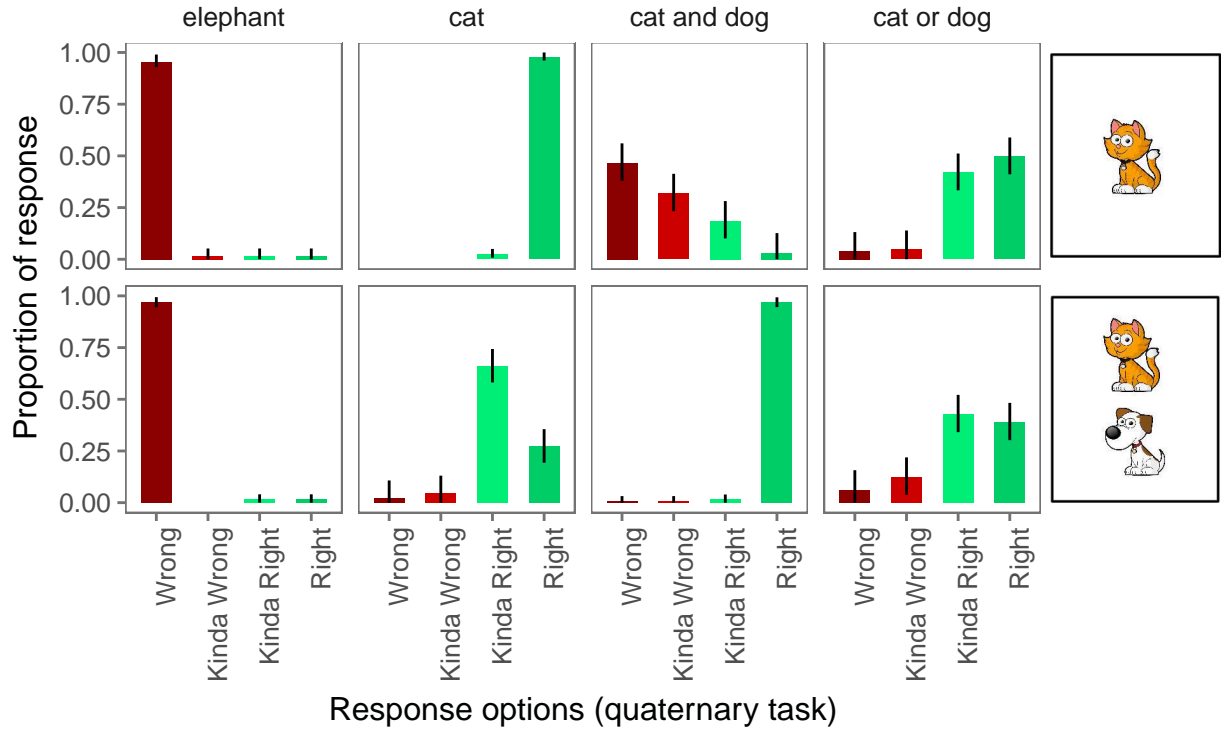 elephant cat cat and dog cat or dog
Proportion of response
1.00
0.75
0.50
0.25
0.00
1.00
0.75
0.50
0.25
0.00
Wrong
Kinda Wrong
Kinda Right
Right
Wrong
Kinda Wrong
Kinda Right
Right
Wrong
Kinda Wrong
Kinda Right
Right
Wrong
Kinda Wrong
Kinda Right
Right
Response options (quaternary task)